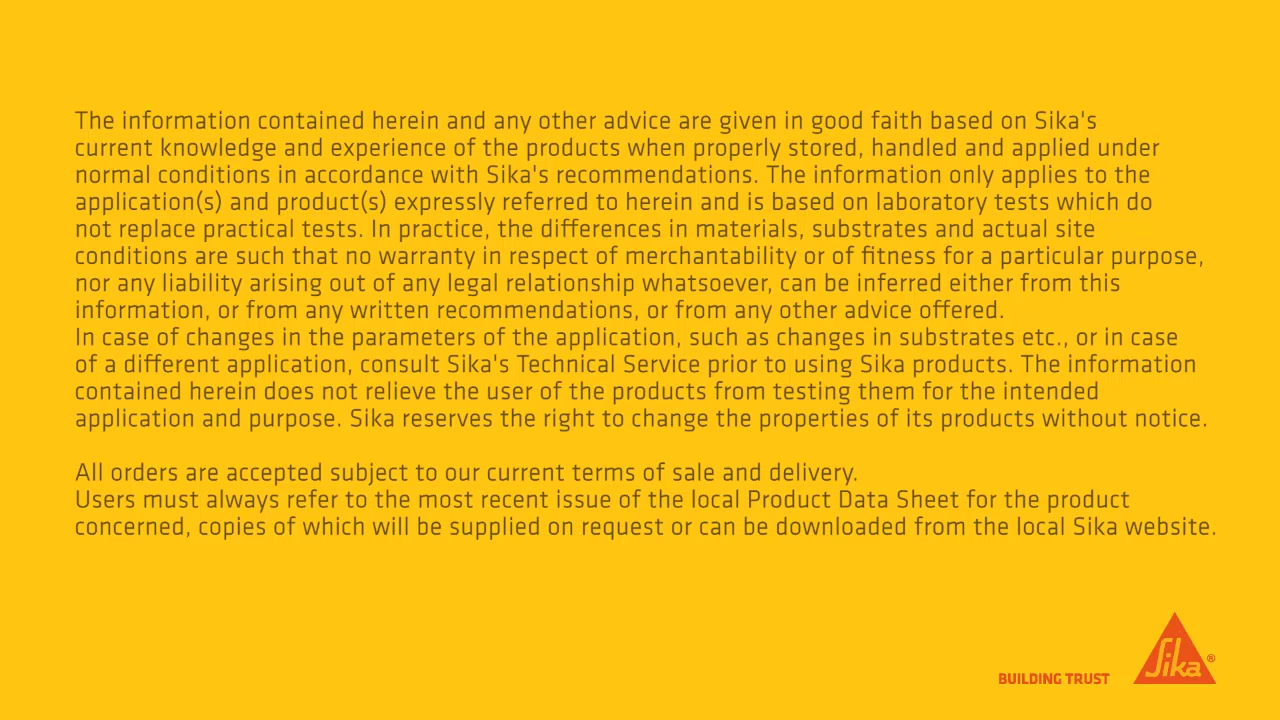 The information contained herein and any other advice are given in good faith based on Sika's
current knowledge and experience of the products when properly stored, handled and applied under
normal conditions in accordance with Sika's recommendations. The information only applies to the
application(s) and product(s) expressly referred to herein and is based on laboratory tests which do
not replace practical tests. In practice, the differences in materials, substrates and actual site
conditions are such that no warranty in respect of merchantability or of fitness for a particular purpose,
nor any liability arising out of any legal relationship whatsoever, can be inferred either from this
information, or from any written recommendations, or from any other advice offered.
In case of changes in the parameters of the application, such as changes in substrates etc., or in case
of a different application, consult Sika's Technical Service prior to using Sika products. The information
contained herein does not relieve the user of the products from testing them for the intended
application and purpose. Sika reserves the right to change the properties of its products without notice.
All orders are accepted subject to our current terms of sale and delivery.
Users must always refer to the most recent issue of the local Product Data Sheet for the product
concerned, copies of which will be supplied on request or can be downloaded from the local Sika website.
BUILDING TRUST
Sika®